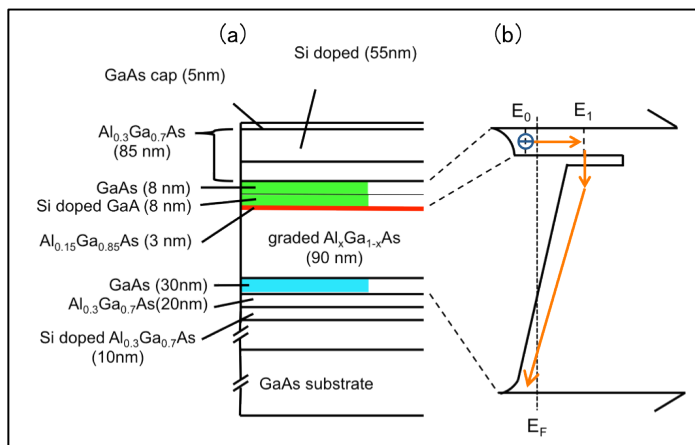 (a)
(b)
Si doped (55nm)
GaAs cap (5nm)
Al0.3Ga0.7As
(85 nm)
GaAs (8 nm)
Si doped GaA (8 nm)
Al0.15Ga0.85As (3 nm)
graded AlxGa1-xAs
(90 nm)
GaAs (30nm)
Al0.3Ga0.7As(20nm)
Si doped Al0.3Ga0.7As
(10nm)
GaAs substrate
E0
E1
EF